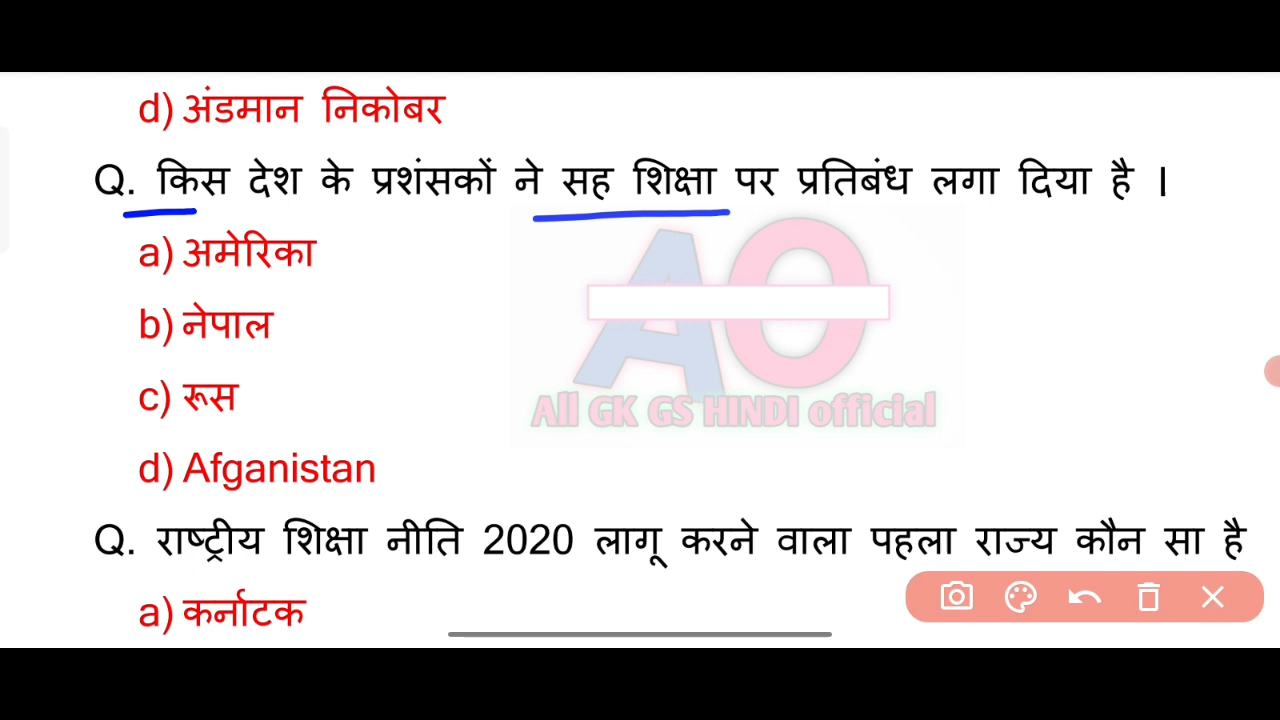 d) अंडमान निकोबर
Q. किस देश के प्रशंसकों ने सह शिक्षा पर प्रतिबंध लगा दिया है ।
a) अमेरिका
AO
b) नेपाल
c) रूस
All GK GS HINDI official
d) Afganistan
Q. राष्ट्रीय शिक्षा नीति 2020 लागू करने वाला पहला राज्य कौन सा है
a) कर्नाटक